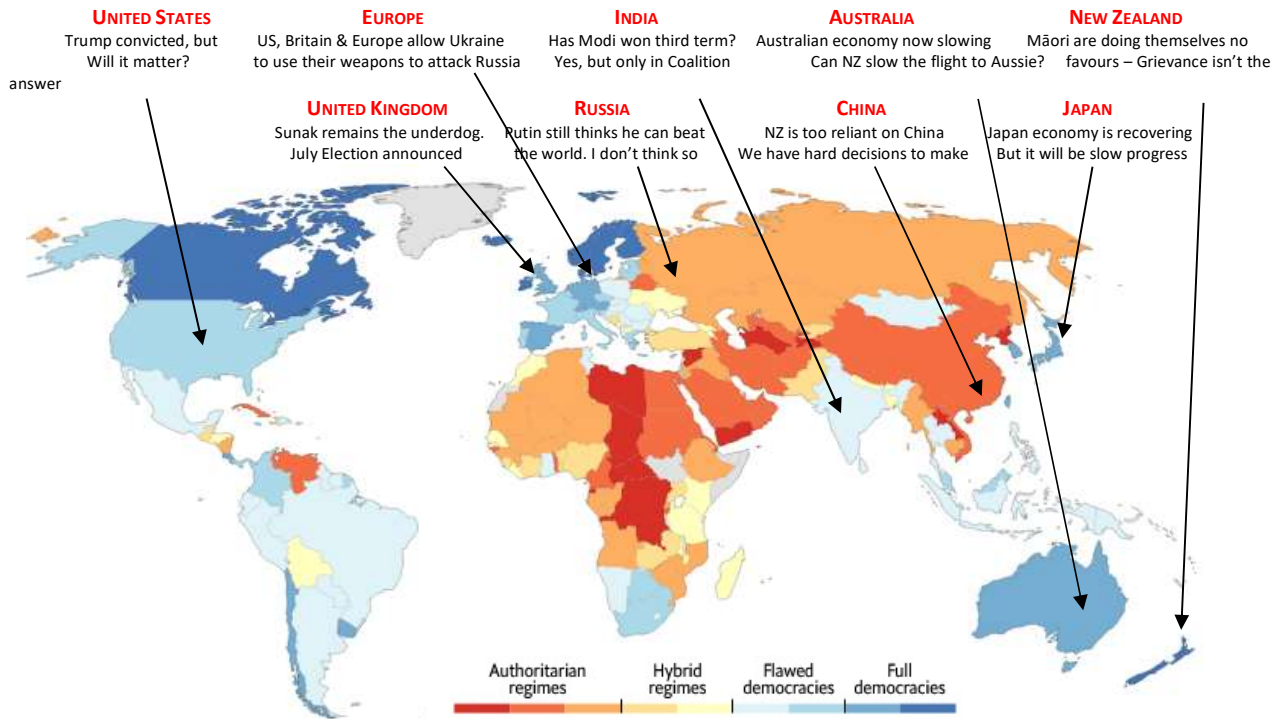 UNITED STATES
Trump convicted, but
Will it matter?
EUROPE
US, Britain & Europe allow Ukraine
to use their weapons to attack Russia
INDIA
Has Modi won third term?
Yes, but only in Coalition
AUSTRALIA
Australian economy now slowing
Can NZ slow the flight to Aussie?
NEW ZEALAND
Māori are doing themselves no
favours – Grievance isn't the
answer
UNITED KINGDOM
Sunak remains the underdog.
July Election announced
RUSSIA
Putin still thinks he can beat
the world. I don't think so
CHINA
NZ is too reliant on China
We have hard decisions to make
JAPAN
Japan economy is recovering
But it will be slow progress
Authoritarian
regimes
Hybrid
regimes
Flawed
democracies
Full
democracies